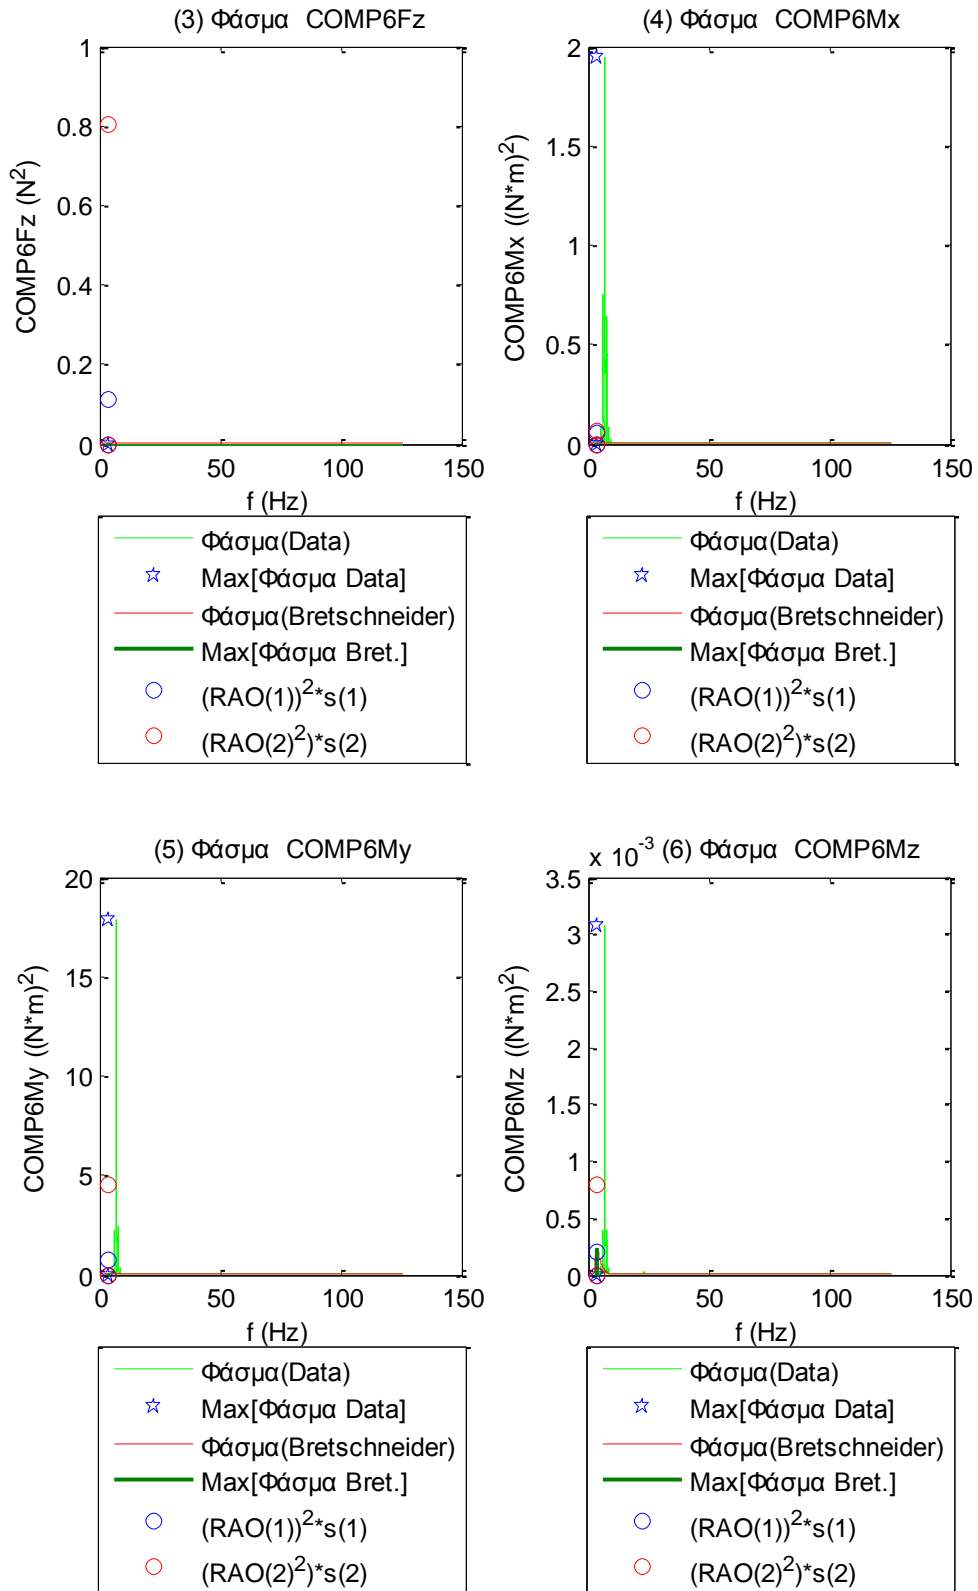 (3) Φάσμα COMP6Fz
1
0.8
0.6
0.4
0.2
0
COMP6Fz (N^2)
0 50 100 150
f (Hz)
Φάσμα(Data)
Max[Φάσμα Data]
Φάσμα(Bretschneider)
Max[Φάσμα Bret.]
(RAO(1))^2*s(1)
(RAO(2)^2)*s(2)
(4) Φάσμα COMP6Mx
2
1.5
1
0.5
0
COMP6Mx ((N*m)^2)
0 50 100 150
f (Hz)
Φάσμα(Data)
Max[Φάσμα Data]
Φάσμα(Bretschneider)
Max[Φάσμα Bret.]
(RAO(1))^2*s(1)
(RAO(2)^2)*s(2)
(5) Φάσμα COMP6My
20
15
10
5
0
COMP6My ((N*m)^2)
0 50 100 150
f (Hz)
Φάσμα(Data)
Max[Φάσμα Data]
Φάσμα(Bretschneider)
Max[Φάσμα Bret.]
(RAO(1))^2*s(1)
(RAO(2)^2)*s(2)
x 10^-3 (6) Φάσμα COMP6Mz
3.5
3
2.5
2
1.5
1
0.5
0
COMP6Mz ((N*m)^2)
0 50 100 150
f (Hz)
Φάσμα(Data)
Max[Φάσμα Data]
Φάσμα(Bretschneider)
Max[Φάσμα Bret.]
(RAO(1))^2*s(1)
(RAO(2)^2)*s(2)